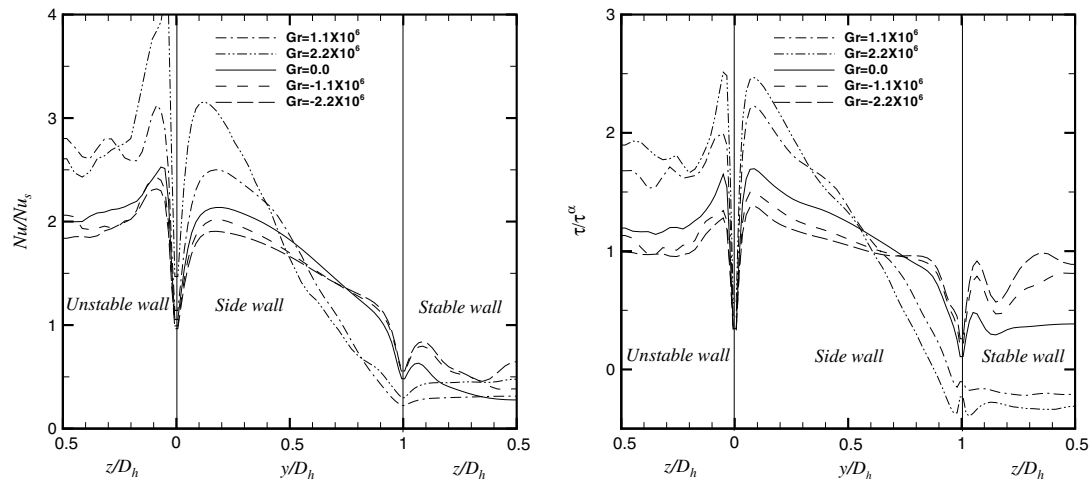 4
3
2
1
0
Nu/Nu_s
Gr=1.1X10^6
Gr=2.2X10^6
Gr=0.0
Gr=-1.1X10^6
Gr=-2.2X10^6
Unstable wall
Side wall
Stable wall
0.5 0 0.5 1 0.5
z/D_h y/D_h z/D_h
3
2
1
0
τ/τ^α
Gr=1.1X10^6
Gr=2.2X10^6
Gr=0.0
Gr=-1.1X10^6
Gr=-2.2X10^6
Unstable wall
Side wall
Stable wall
0.5 0 0.5 1 0.5
z/D_h y/D_h z/D_h